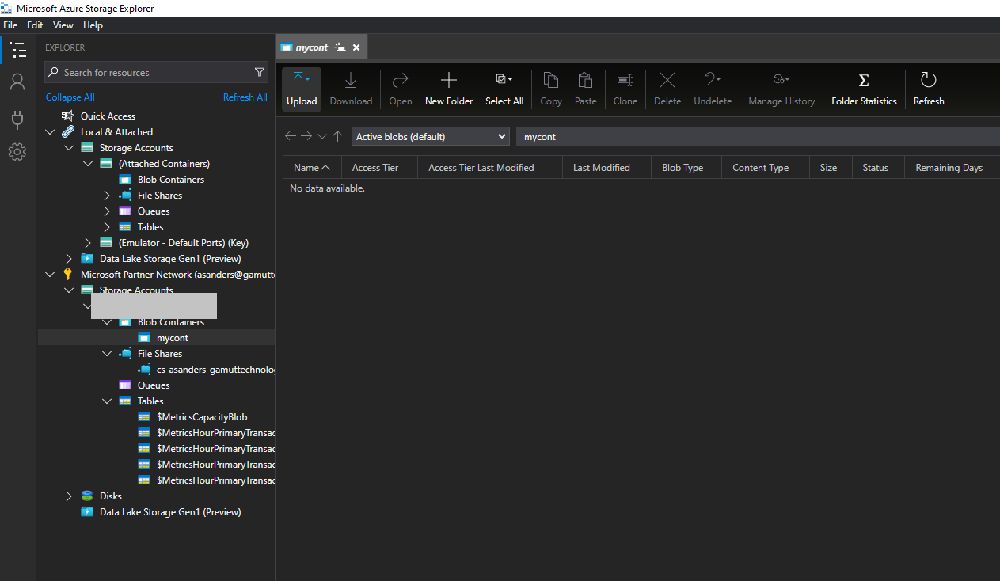 Microsoft Azure Storage Explorer
File Edit View Help
EXPLORER
Search for resources
Collapse All Refresh All
Quick Access
Local & Attached
Storage Accounts
(Attached Containers)
Blob Containers
File Shares
Queues
Tables
(Emulator - Default Ports) (Key)
Data Lake Storage Gen1 (Preview)
Microsoft Partner Network (asanders@gamutt
Storage Accounts
Blob Containers
mycont
File Shares
cs-asanders-gamuttechnolo
Queues
Tables
$MetricsCapacityBlob
$MetricsHourPrimaryTransac
$MetricsHourPrimaryTransac
$MetricsHourPrimaryTransac
$MetricsHourPrimaryTransac
Disks
Data Lake Storage Gen1 (Preview)
mycont
Upload Download Open New Folder Select All Copy Paste Clone Delete Undelete Manage History Folder Statistics Refresh
Active blobs (default) mycont
Name Access Tier Access Tier Last Modified Last Modified Blob Type Content Type Size Status Remaining Days
No data available.